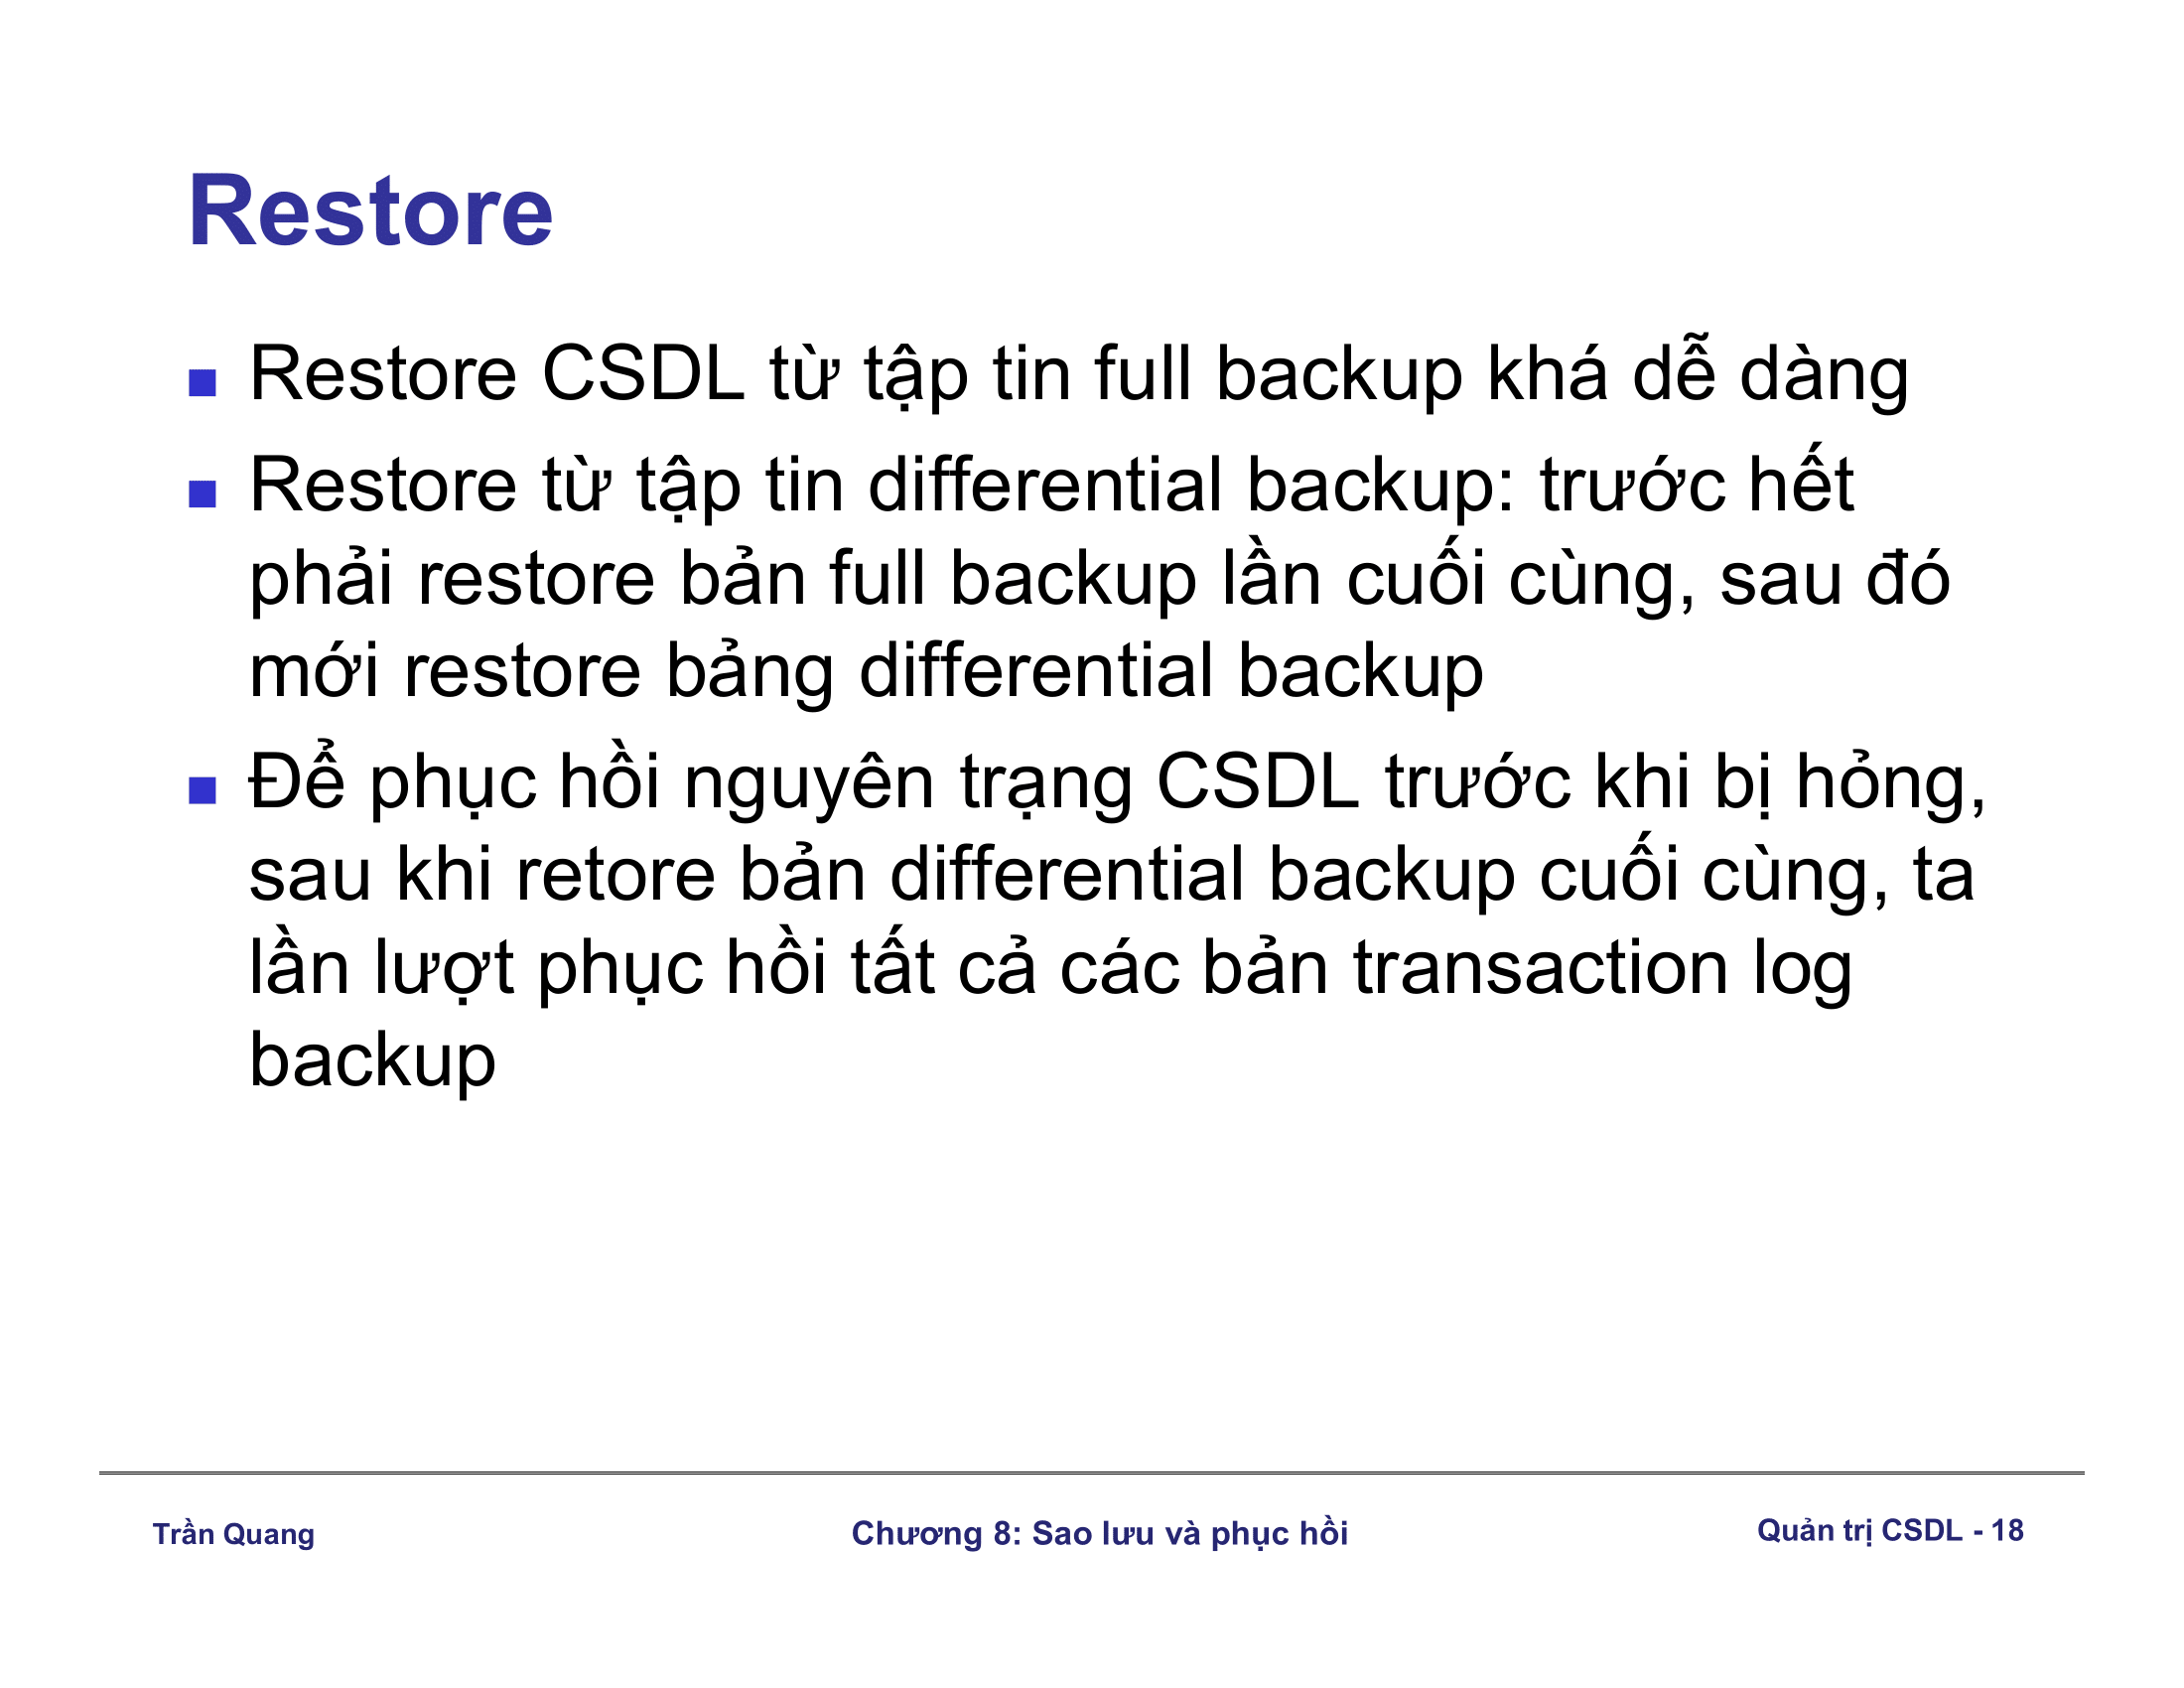 Restore
Restore CSDL từ tập tin full backup khá dễ dàng
Restore từ tập tin differential backup: trước hết
phải restore bản full backup lần cuối cùng, sau đó
mới restore bảng differential backup
Để phục hồi nguyên trạng CSDL trước khi bị hỏng,
sau khi retore bản differential backup cuối cùng, ta
lần lượt phục hồi tất cả các bản transaction log
backup
Trần Quang
Chương 8: Sao lưu và phục hồi
Quản trị CSDL - 18